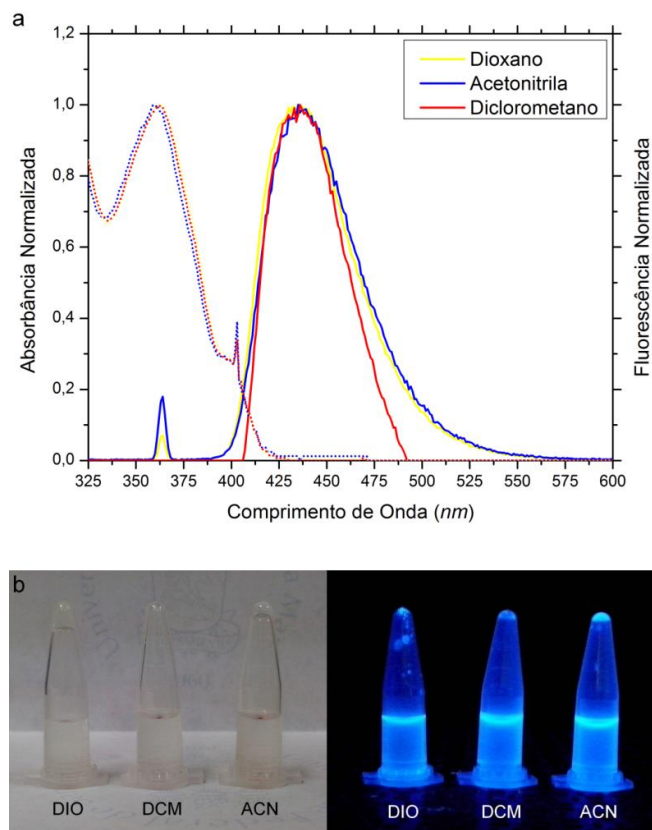 a
1,2
1,0
0,8
0,6
0,4
0,2
0,0
Absorbância Normalizada
Dioxano
Acetonitrila
Diclorometano
Fluorescência Normalizada
325 350 375 400 425 450 475 500 525 550 575 600
Comprimento de Onda (nm)
b
DIO DCM ACN
DIO DCM ACN